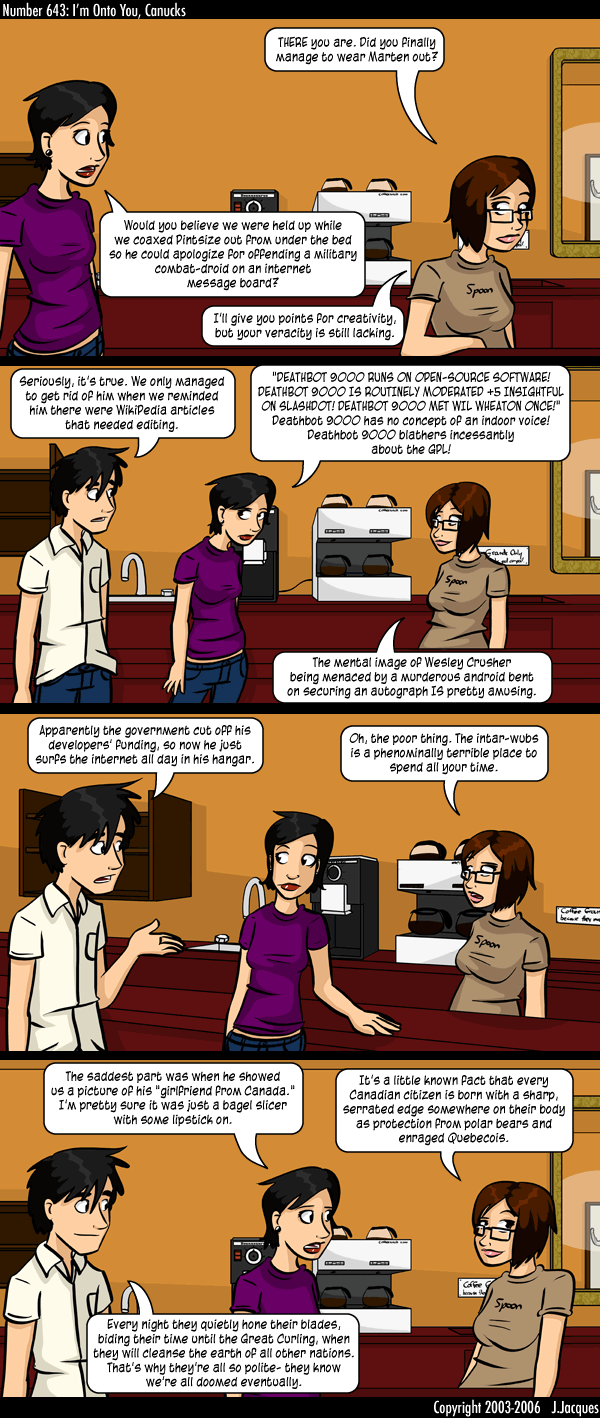 Number 643: I'm Onto You, Canucks
THERE you are. Did you finally
manage to wear Marten out?
Would you believe we were held up while
we coaxed Pintsize out from under the bed
so he could apologize for offending a military
combat-droid on an internet
message board?
Spoon
I'll give you points for creativity,
but your veracity is still lacking.
Seriously, it's true. We only managed
to get rid of him when we reminded
him there were WikiPedia articles
that needed editing.
"DEATHBOT 9000 RUNS ON OPEN-SOURCE SOFTWARE!
DEATHBOT 9000 IS ROUTINELY MODERATED +5 INSIGHTFUL
ON SLASHDOT! DEATHBOT 9000 MET WIL WHEATON ONCE!"
Deathbot 9000 has no concept of an indoor voice!
Deathbot 9000 blathers incessantly
about the GPL!
Grounds Only
Spoon
The mental image of Wesley Crusher
being menaced by a murderous android bent
on securing an autograph IS pretty amusing.
Apparently the government cut off his
developers' funding, so now he just
surfs the internet all day in his hangar.
Oh, the poor thing. The intar-wubs
is a phenominally terrible place to
spend all your time.
Coffee Grou
because they ma
Spoon
The saddest part was when he showed
us a picture of his "girlfriend from Canada."
I'm pretty sure it was just a bagel slicer
with some lipstick on.
It's a little known fact that every
Canadian citizen is born with a sharp,
serrated edge somewhere on their body
as protection from polar bears and
enraged Quebecois.
Coffee G
Spoon
Every night they quietly hone their blades,
biding their time until the Great Curling, when
they will cleanse the earth of all other nations.
That's why they're all so polite- they know
we're all doomed eventually.
Copyright 2003-2006 J.Jacques